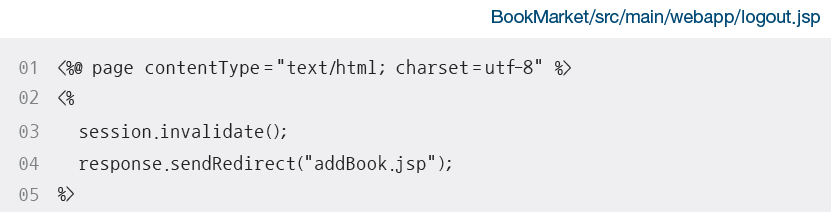 BookMarket/src/main/webapp/logout.jsp
01 <%@ page contentType="text/html; charset=utf-8" %>
02 <%
03 session.invalidate();
04 response.sendRedirect("addBook.jsp");
05 %>